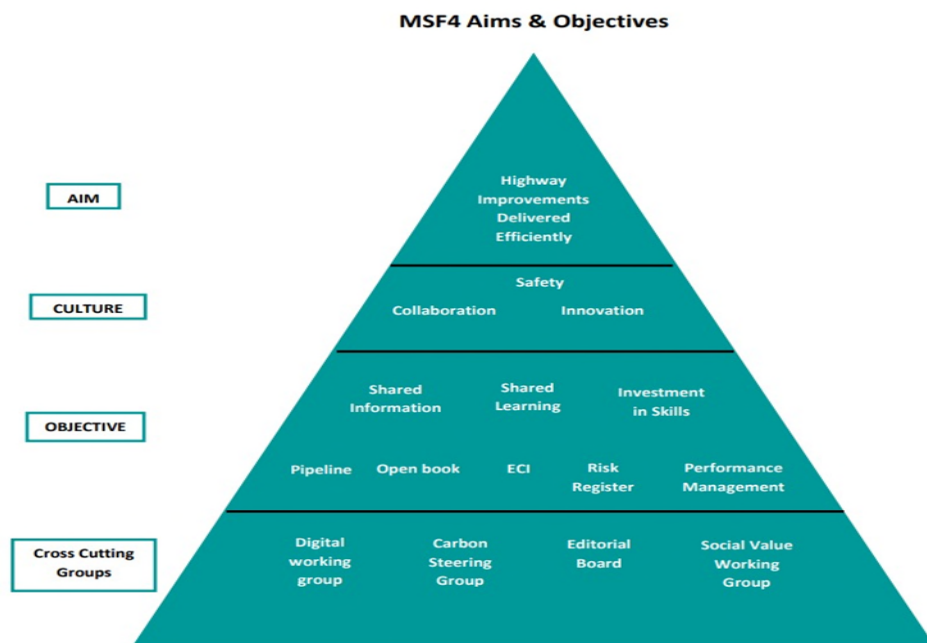 MSF4 Aims & Objectives
AIM
Highway
Improvements
Delivered
Efficiently
CULTURE
Safety
Collaboration Innovation
OBJECTIVE
Shared
Information
Shared
Learning
Investment
in Skills
Pipeline
Open book
ECI
Risk
Register
Performance
Management
Cross Cutting
Groups
Digital
working
group
Carbon
Steering
Group
Editorial
Board
Social Value
Working
Group